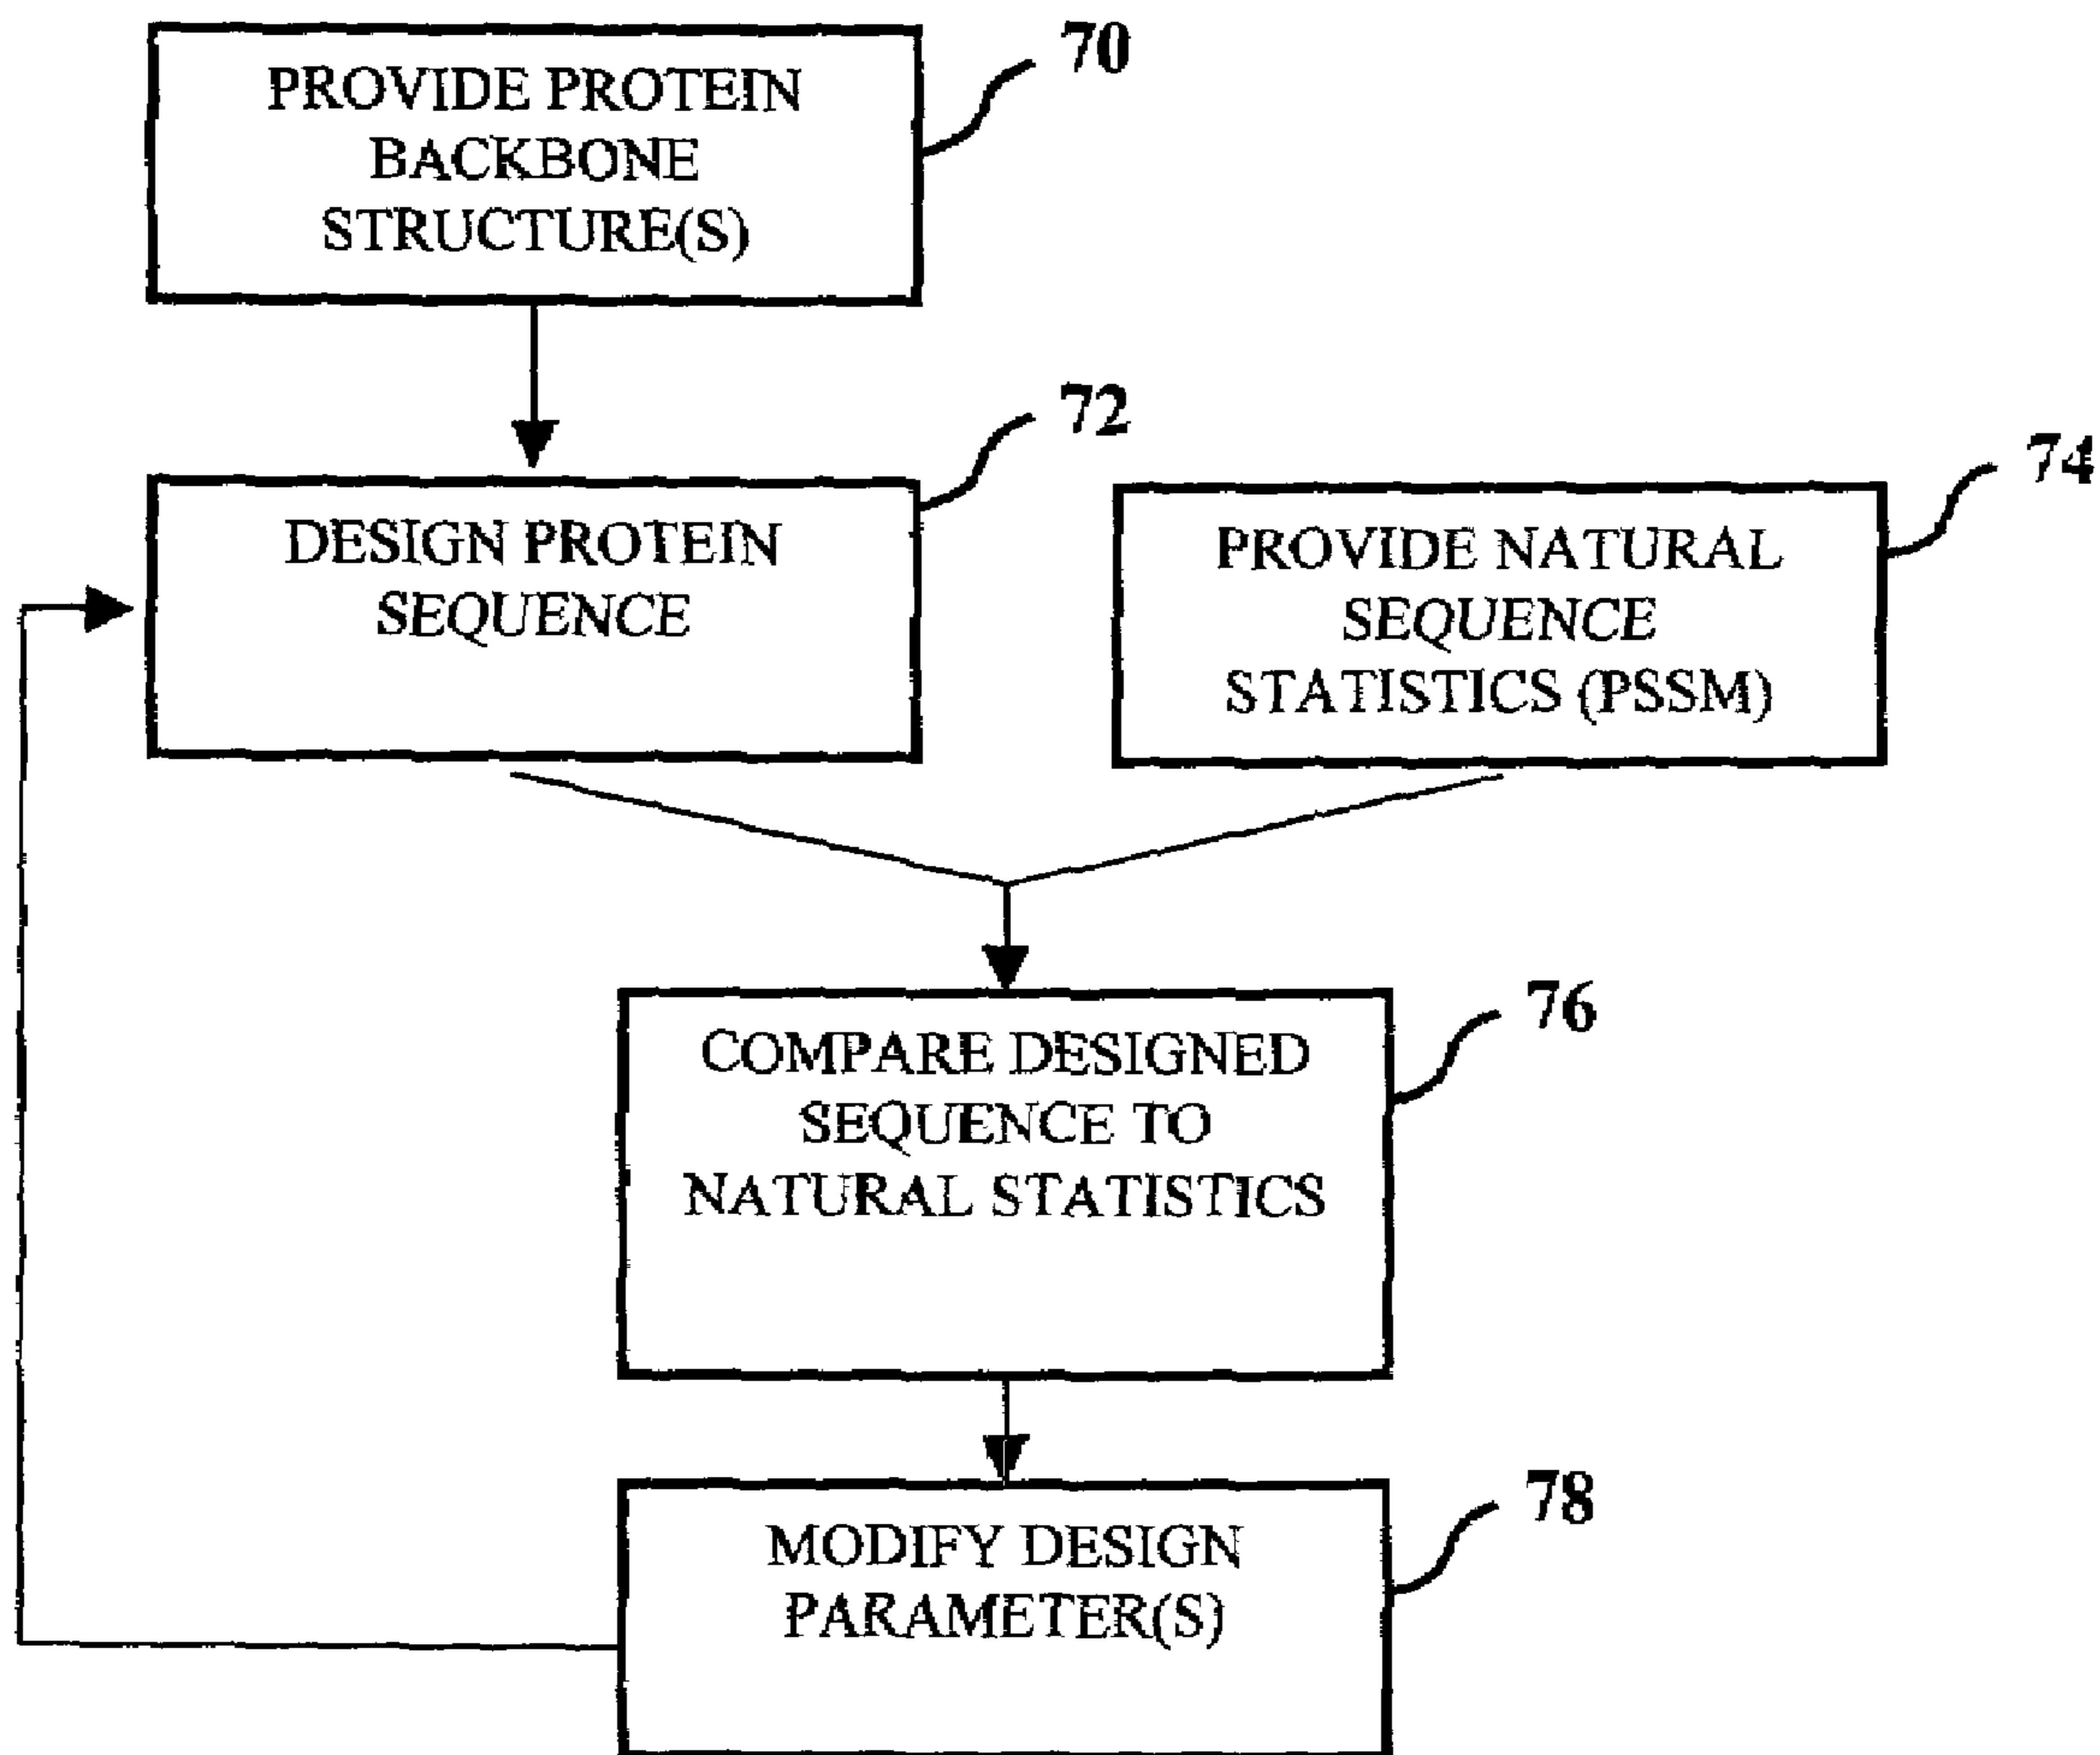 PROVIDE PROTEIN
BACKBONE
STRUCTURE(S)
70
DESIGN PROTEIN
SEQUENCE
72
PROVIDE NATURAL
SEQUENCE
STATISTICS (PSSM)
74
COMPARE DESIGNED
SEQUENCE TO
NATURAL STATISTICS
76
MODIFY DESIGN
PARAMETER(S)
78